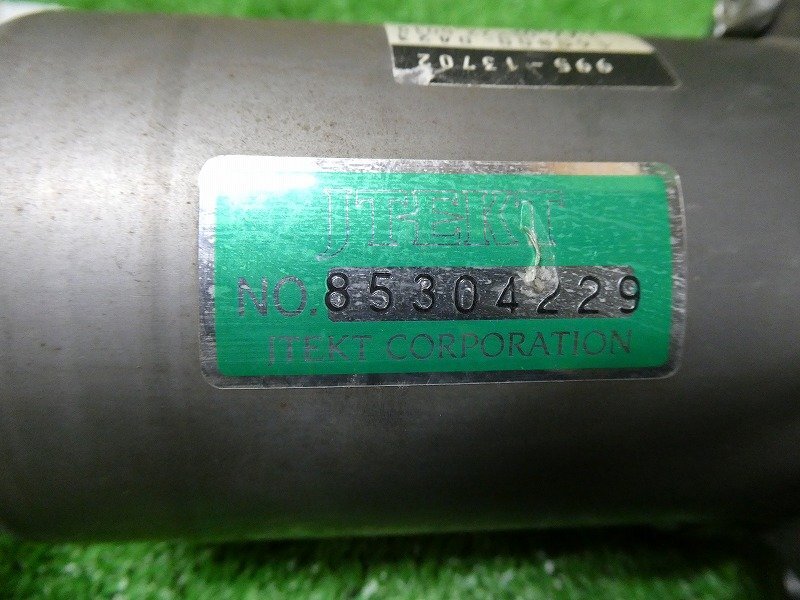 995-13702
JTEKT
NO. 85304229
JTEKT CORPORATION